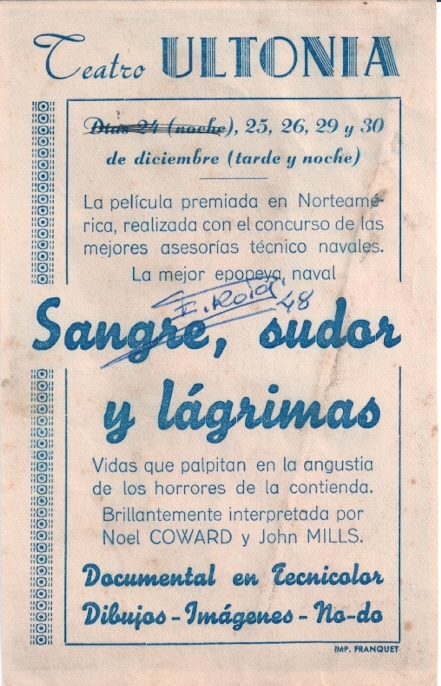 Teatro ULTONIA
Días 24 (noche), 25, 26, 29 y 30
de diciembre (tarde y noche)
La película premiada en Norteamé-
rica, realizada con el concurso de las
mejores asesorías técnico navales.
La mejor epopeya naval
48
Sangre, sudor
y lágrimas
Vidas que palpitan en la angustia
de los horrores de la contienda.
Brillantemente interpretada por
Noel COWARD y John MILLS.
Documental en Tecnicolor
Dibujos - Imágenes - No-do
IMP. FRANQUET